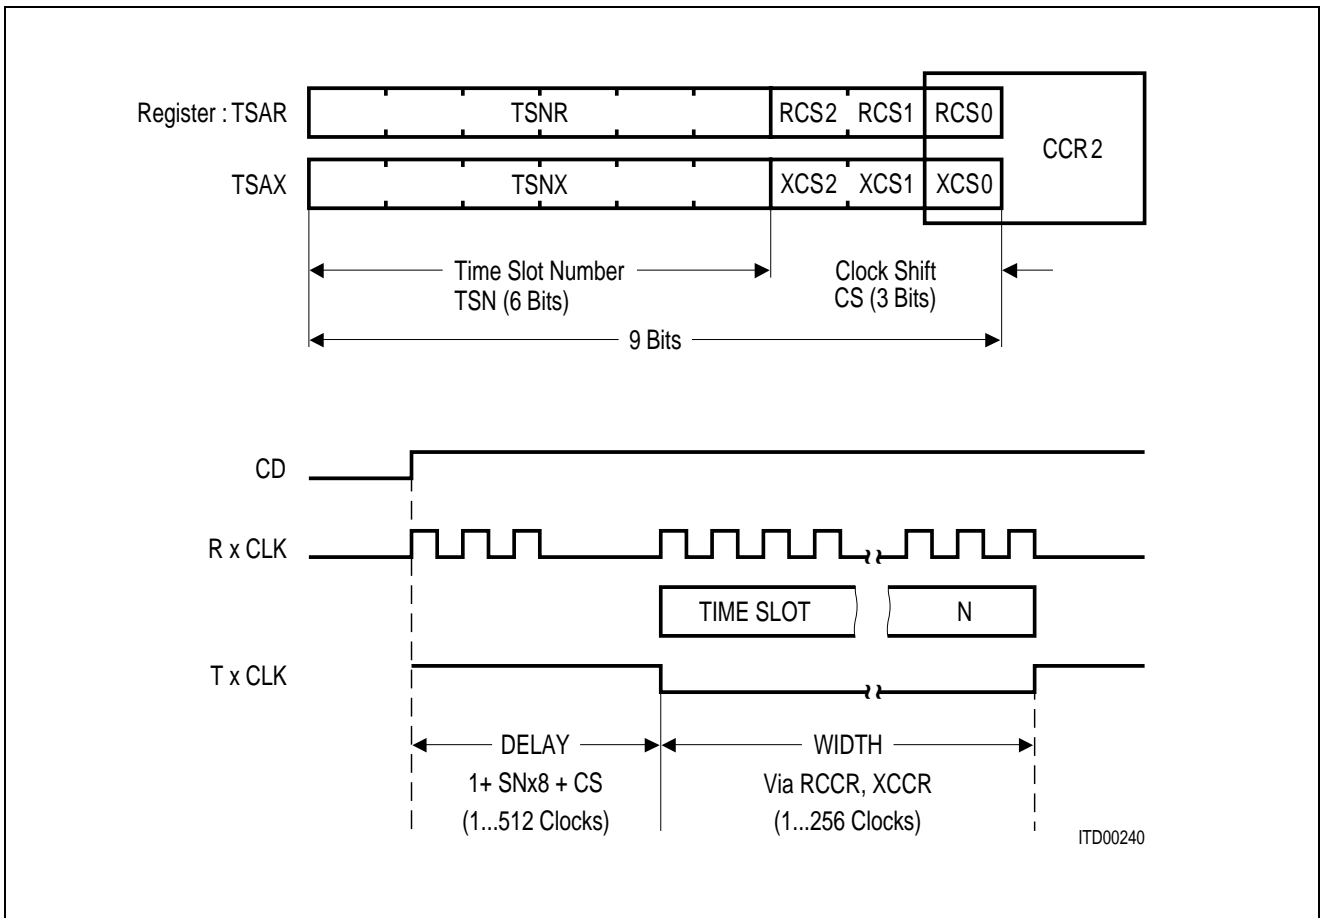 Register : TSAR TSNR RCS2 RCS1 RCS0
CCR2
TSAX TSNX XCS2 XCS1 XCS0
Time Slot Number Clock Shift
TSN (6 Bits) CS (3 Bits)
9 Bits
CD
R x CLK
TIME SLOT N
T x CLK
DELAY WIDTH
1+ SNx8 + CS Via RCCR, XCCR
(1...512 Clocks) (1...256 Clocks)
ITD00240